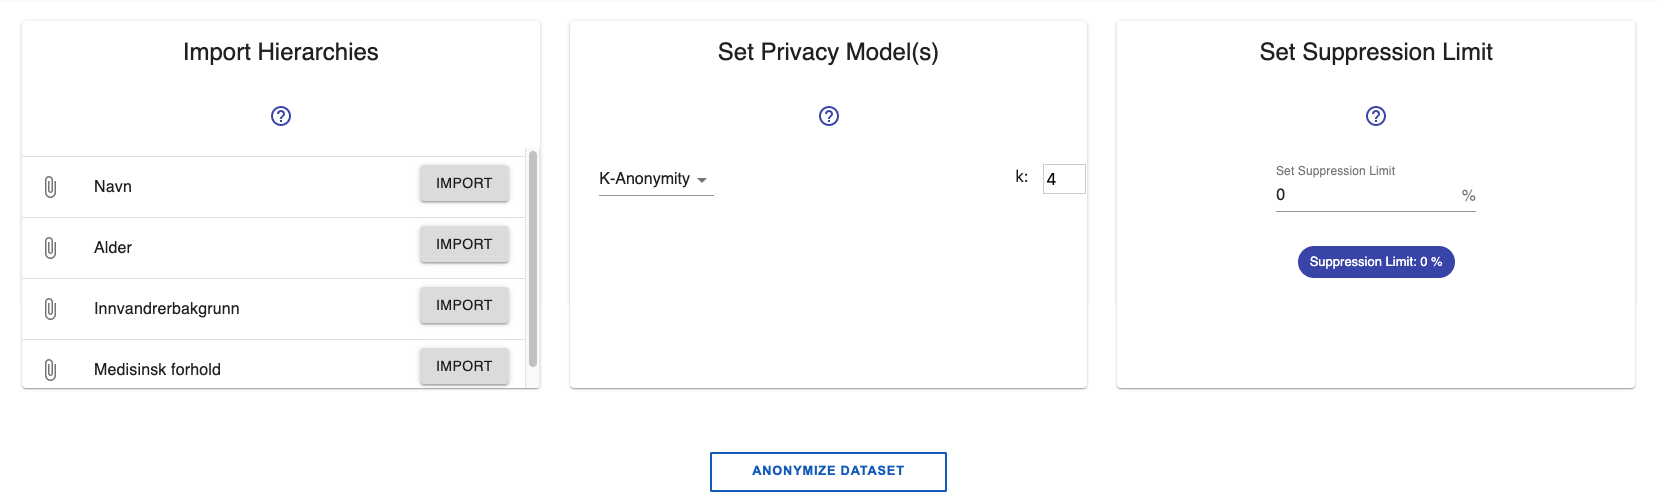 Import Hierarchies
Navn
IMPORT
Alder
IMPORT
Innvandrerbakgrunn
IMPORT
Medisinsk forhold
IMPORT
Set Privacy Model(s)
K-Anonymity
k: 4
Set Suppression Limit
Set Suppression Limit
0 %
Suppression Limit: 0 %
ANONYMIZE DATASET